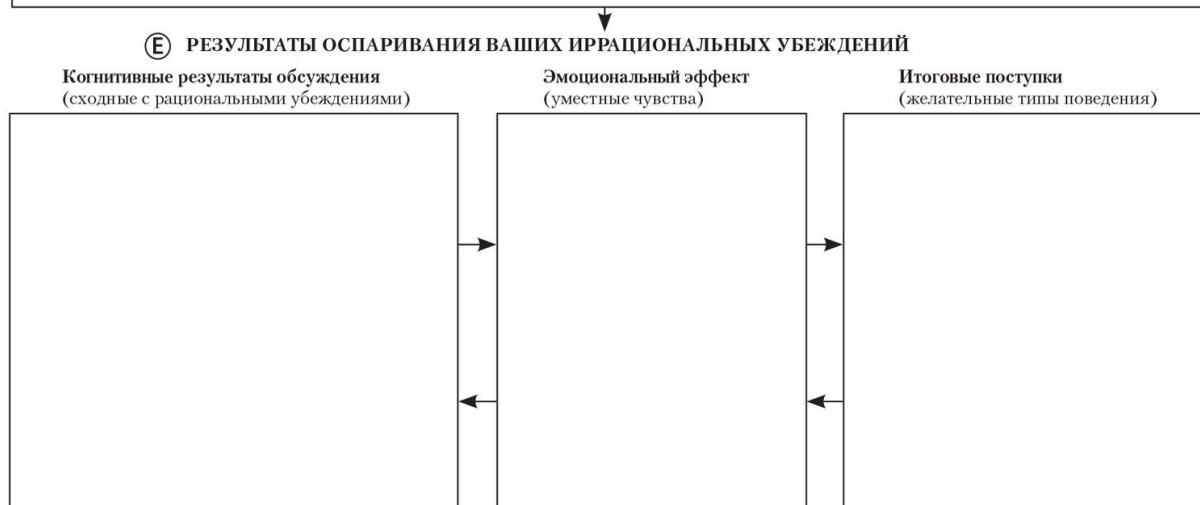 Ⓔ РЕЗУЛЬТАТЫ ОСПАРИВАНИЯ ВАШИХ ИРРАЦИОНАЛЬНЫХ УБЕЖДЕНИЙ
Когнитивные результаты обсуждения
(сходные с рациональными убеждениями)
Эмоциональный эффект
(уместные чувства)
Итоговые поступки
(желательные типы поведения)